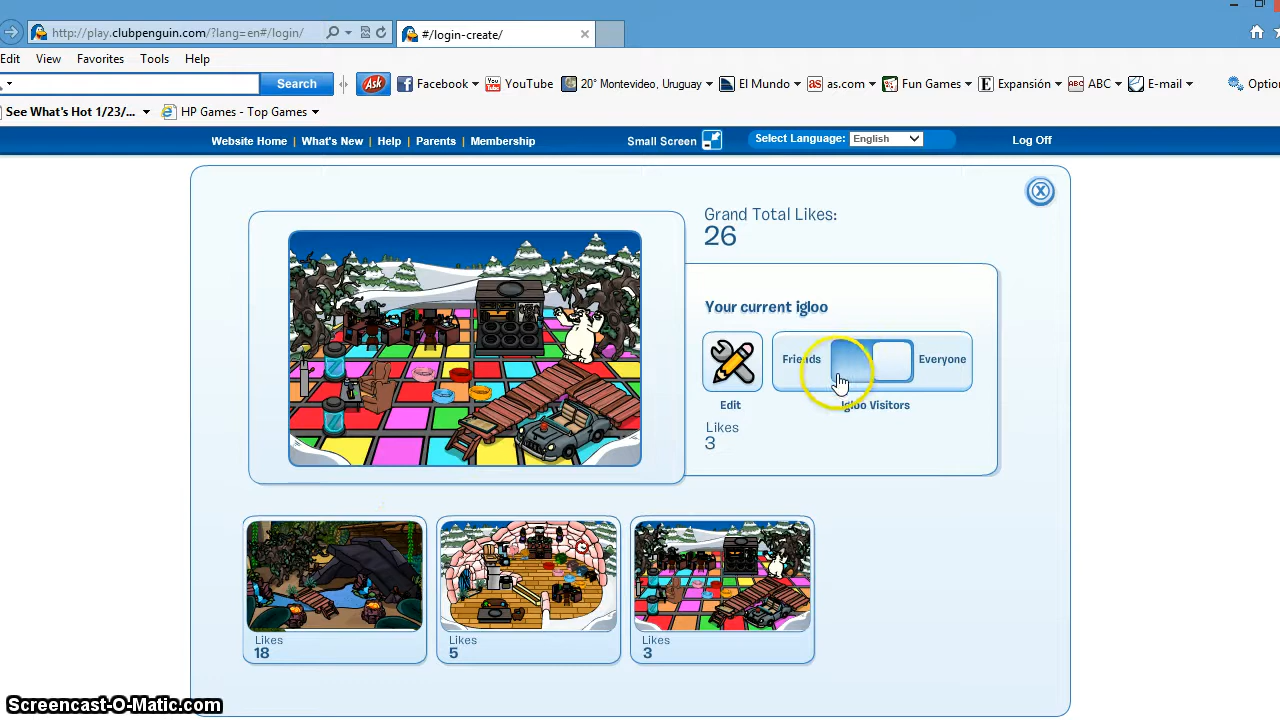 http://play.clubpenguin.com/?lang=en#/login/
#/login-create/
Edit View Favorites Tools Help
Search Ask Facebook You Tube YouTube 20° Montevideo, Uruguay El Mundo as as.com Fun Games E Expansión ABC ABC E-mail
See What's Hot 1/23/... HP Games - Top Games
Website Home | What's New | Help | Parents | Membership Small Screen Select Language: English Log Off
Grand Total Likes:
26
Your current igloo
Friends Everyone
Edit Igloo Visitors
Likes
3
Likes
18
Likes
5
Likes
3
Screencast-O-Matic.com